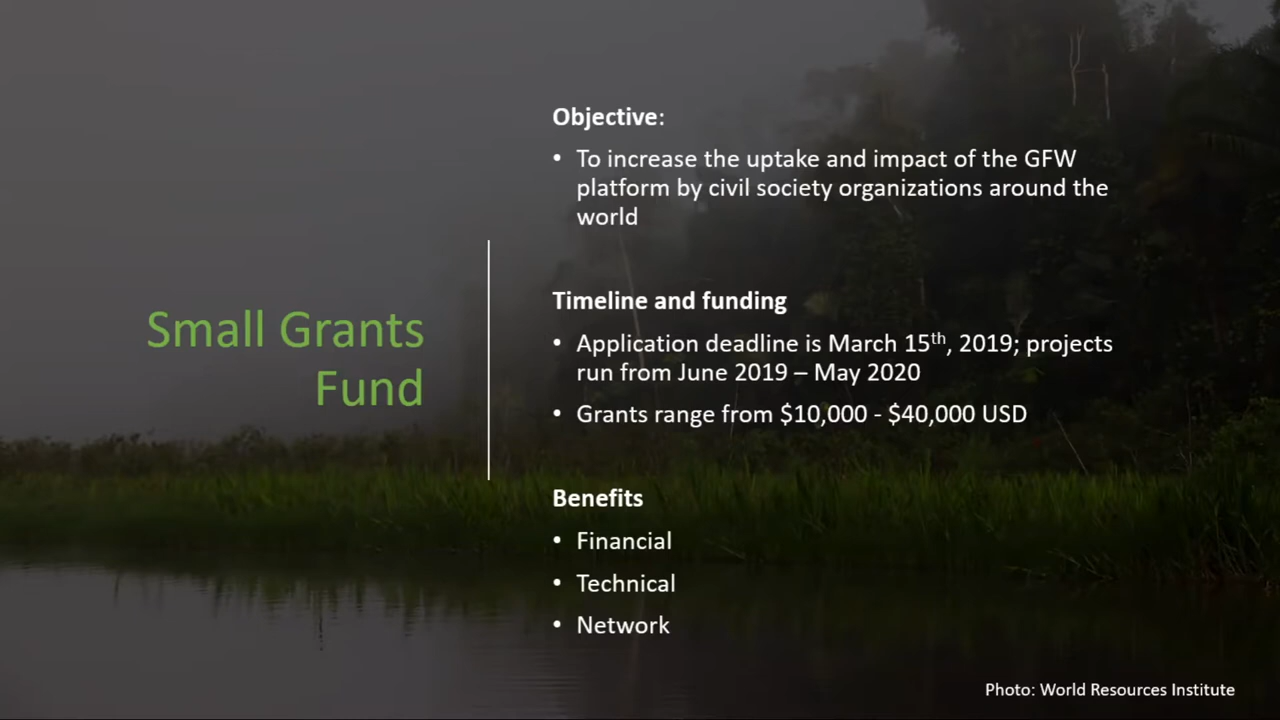 Small Grants
Fund
Objective:
• To increase the uptake and impact of the GFW
platform by civil society organizations around the
world
Timeline and funding
• Application deadline is March 15th, 2019; projects
run from June 2019 – May 2020
• Grants range from $10,000 - $40,000 USD
Benefits
• Financial
• Technical
• Network
Photo: World Resources Institute